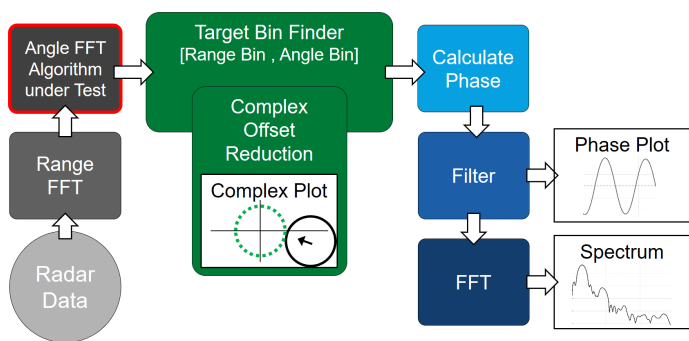 Angle FFT
Algorithm
under Test
Range
FFT
Radar
Data
Target Bin Finder
[Range Bin , Angle Bin]
Complex
Offset
Reduction
Complex Plot
Calculate
Phase
Filter
FFT
Phase Plot
Spectrum